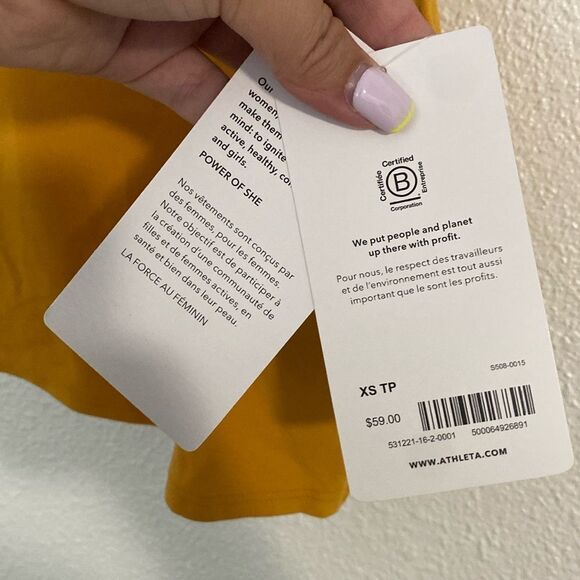 Our
women,
make them
mind: to ignite
active, healthy, con
and girls.
POWER OF SHE
Nos vêtements sont conçus par
des femmes, pour les femmes.
Notre objectif est de participer à
la création d'une communauté de
filles et de femmes actives, en
santé et bien dans leur peau.
LA FORCE AU FÉMININ
Certified
Certifiée
B
Entreprise
Corporation
We put people and planet
up there with profit.
Pour nous, le respect des travailleurs
et de l'environnement est tout aussi
important que le sont les profits.
S508-0015
XS TP
$59.00
531221-16-2-0001 500064926891
WWW.ATHLETA.COM